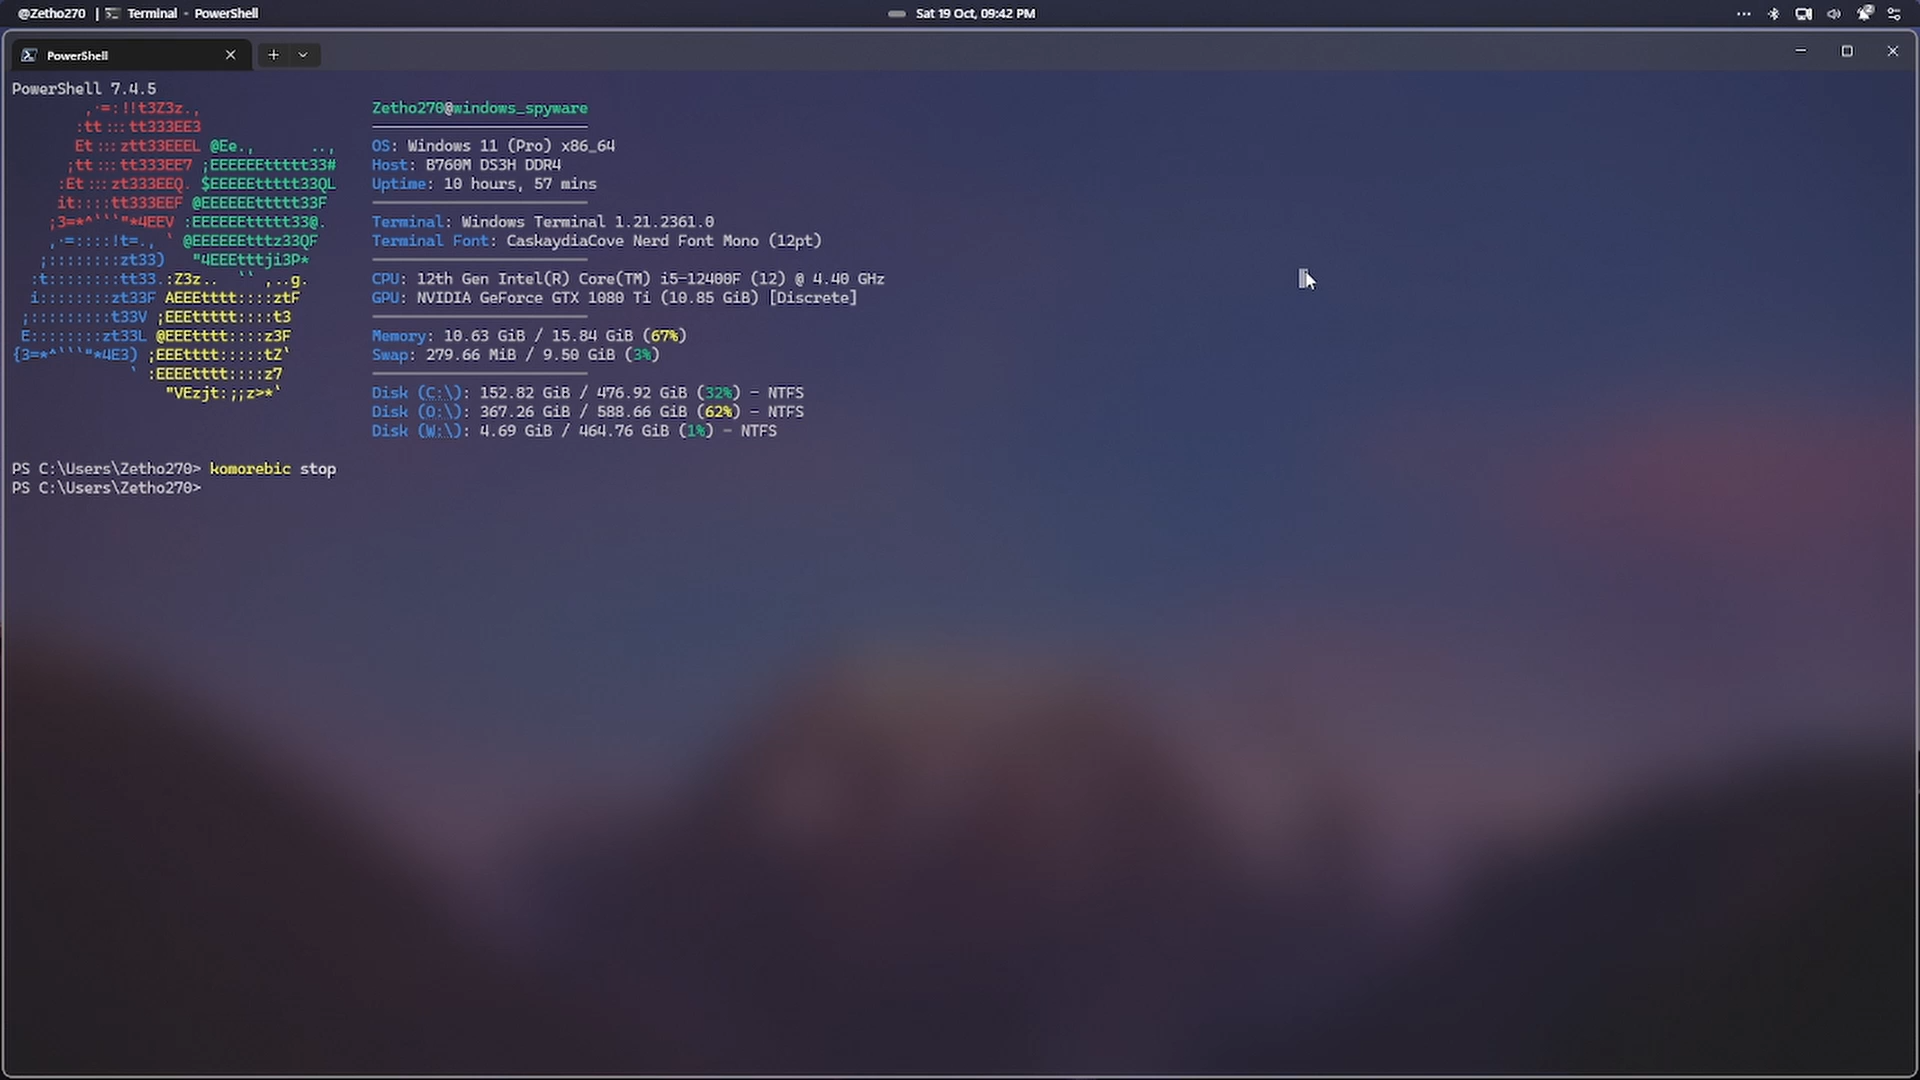 @Zetho270 | Terminal - PowerShell
Sat 19 Oct, 09:42 PM
2
PowerShell
PowerShell 7.4.5
Zetho270@windows_spyware
OS: Windows 11 (Pro) x86_64
Host: B760M DS3H DDR4
Uptime: 10 hours, 57 mins
Terminal: Windows Terminal 1.21.2361.0
Terminal Font: CaskaydiaCove Nerd Font Mono (12pt)
CPU: 12th Gen Intel(R) Core(TM) i5-12400F (12) @ 4.40 GHz
GPU: NVIDIA GeForce GTX 1080 Ti (10.85 GiB) [Discrete]
Memory: 10.63 GiB / 15.84 GiB (67%)
Swap: 279.66 MiB / 9.50 GiB (3%)
Disk (C:\): 152.82 GiB / 476.92 GiB (32%) - NTFS
Disk (O:\): 367.26 GiB / 588.66 GiB (62%) - NTFS
Disk (W:\): 4.69 GiB / 464.76 GiB (1%) - NTFS
PS C:\Users\Zetho270> komorebic stop
PS C:\Users\Zetho270>